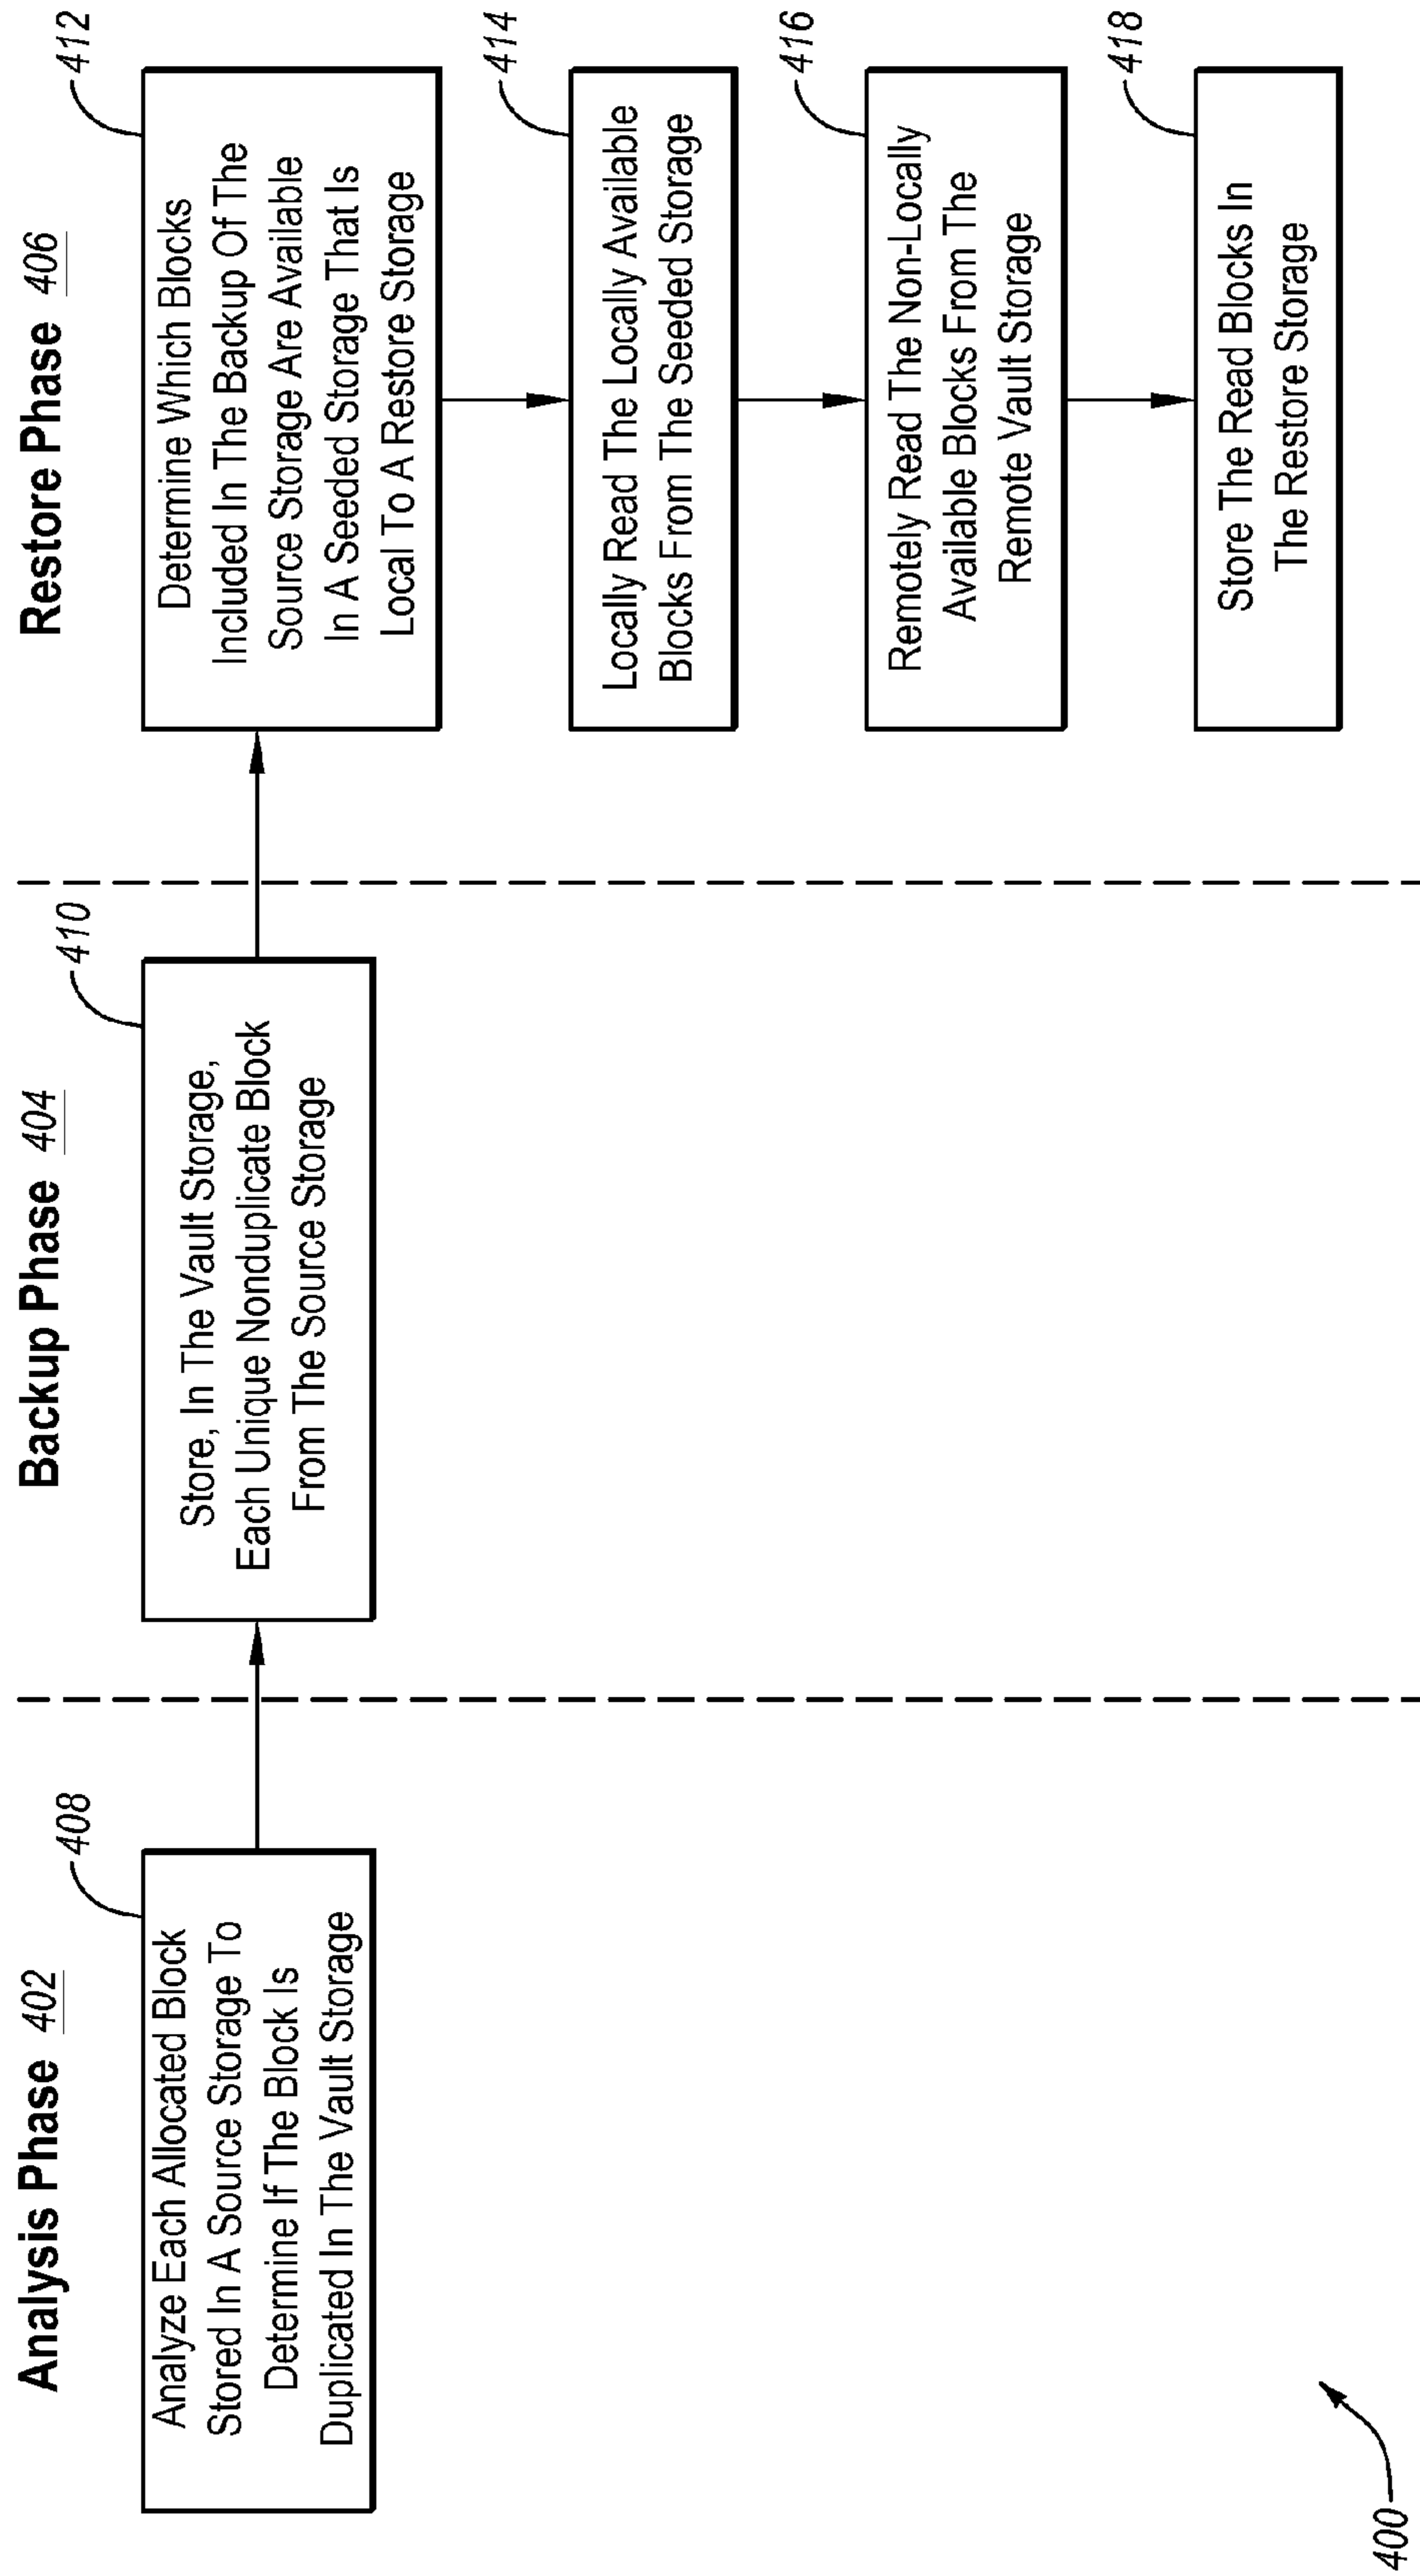 Analysis Phase 402
408
Analyze Each Allocated Block
Stored In A Source Storage To
Determine If The Block Is
Duplicated In The Vault Storage
Backup Phase 404
410
Store, In The Vault Storage,
Each Unique Nonduplicate Block
From The Source Storage
Restore Phase 406
412
Determine Which Blocks
Included In The Backup Of The
Source Storage Are Available
In A Seeded Storage That Is
Local To A Restore Storage
414
Locally Read The Locally Available
Blocks From The Seeded Storage
416
Remotely Read The Non-Locally
Available Blocks From The
Remote Vault Storage
418
Store The Read Blocks In
The Restore Storage
400